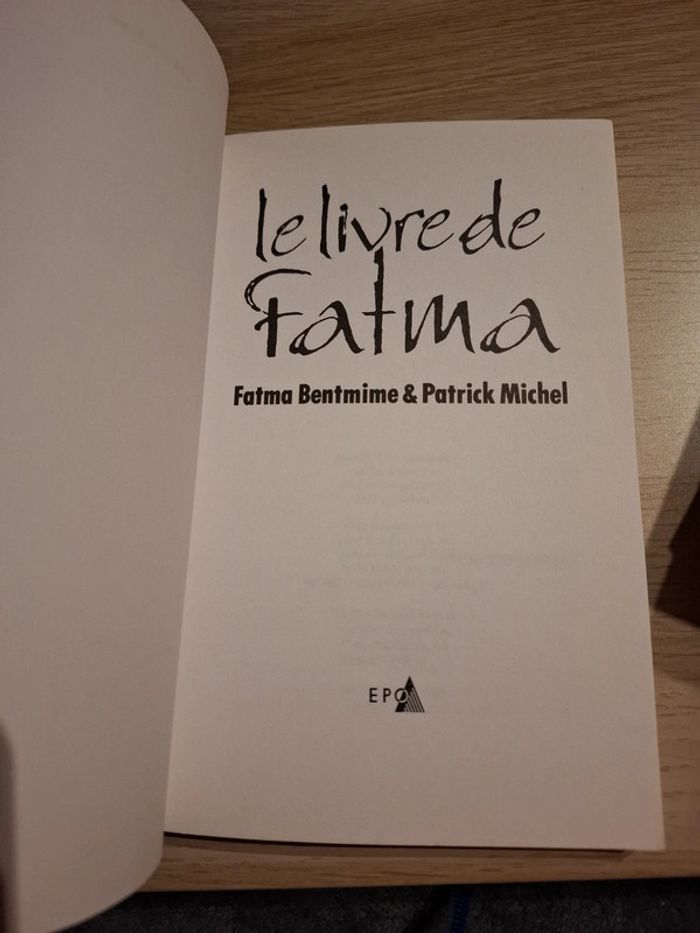 le livre de
Fatma
Fatma Bentmime & Patrick Michel
EPO